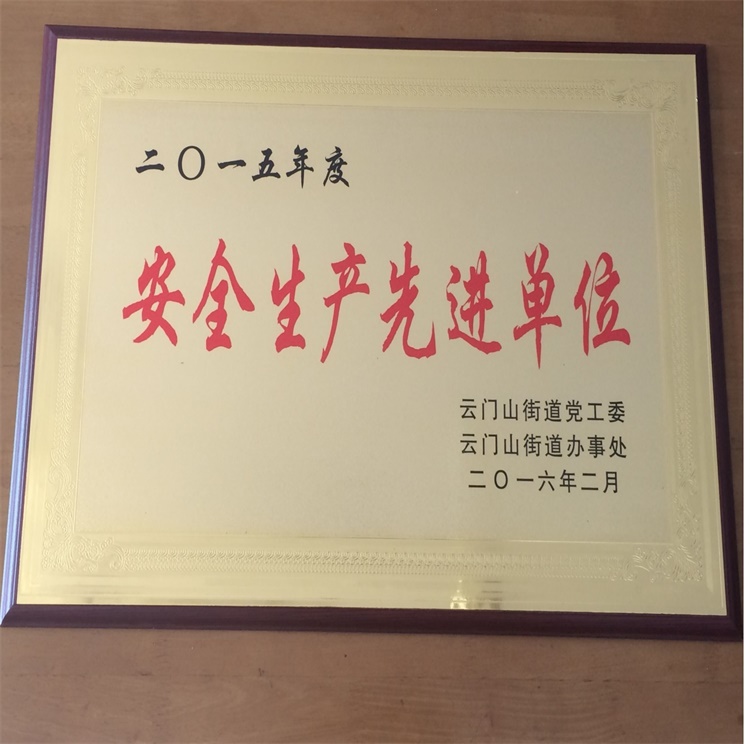 二〇一五年度
安全生产先进单位
云门山街道党工委
云门山街道办事处
二〇一六年二月